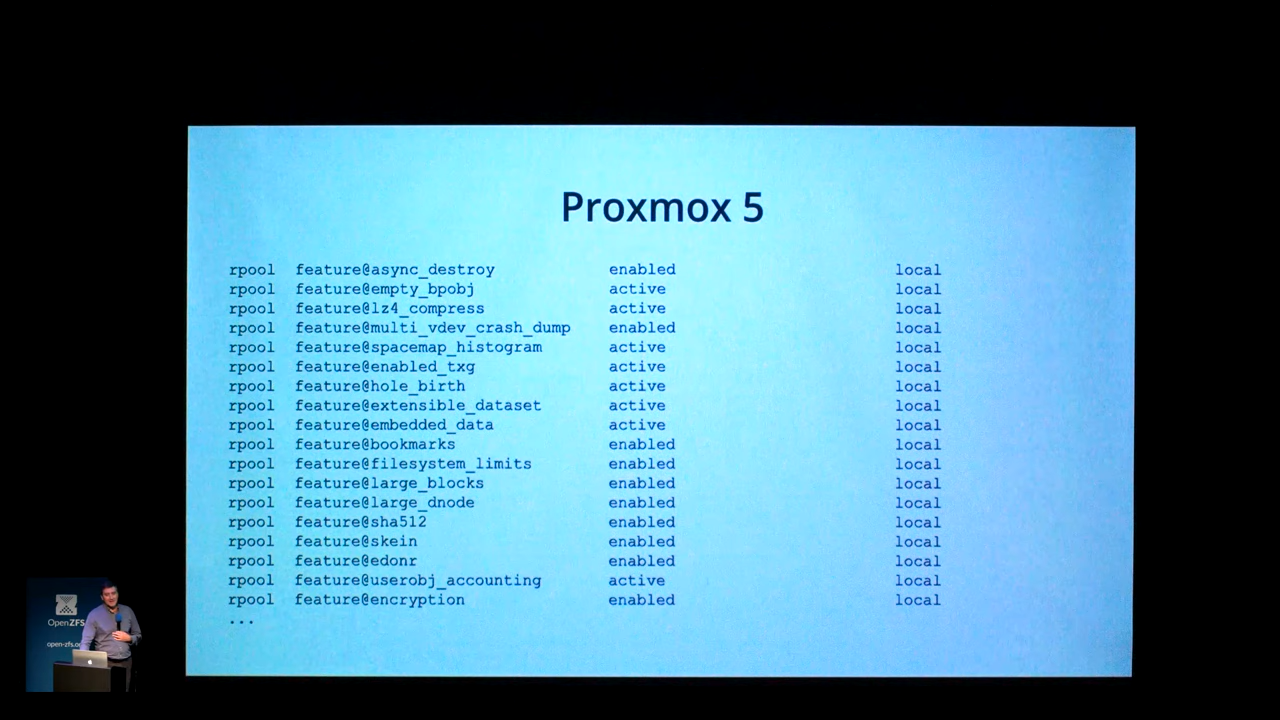 Proxmox 5
rpool feature@async_destroy enabled local
rpool feature@empty_bpobj active local
rpool feature@lz4_compress active local
rpool feature@multi_vdev_crash_dump enabled local
rpool feature@spacemap_histogram active local
rpool feature@enabled_txg active local
rpool feature@hole_birth active local
rpool feature@extensible_dataset active local
rpool feature@embedded_data active local
rpool feature@bookmarks enabled local
rpool feature@filesystem_limits enabled local
rpool feature@large_blocks enabled local
rpool feature@large_dnode enabled local
rpool feature@sha512 enabled local
rpool feature@skein enabled local
rpool feature@edonr enabled local
rpool feature@userobj_accounting active local
rpool feature@encryption enabled local
...
OpenZFS